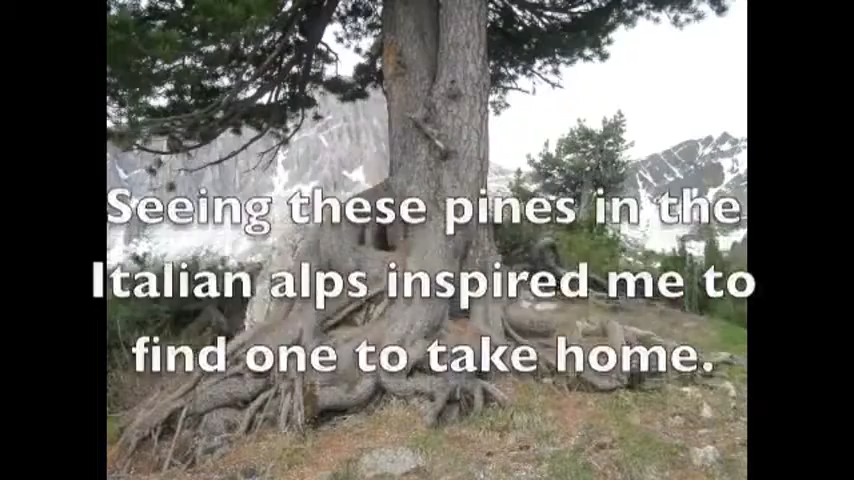 Seeing these pines in the
Italian alps inspired me to
find one to take home.